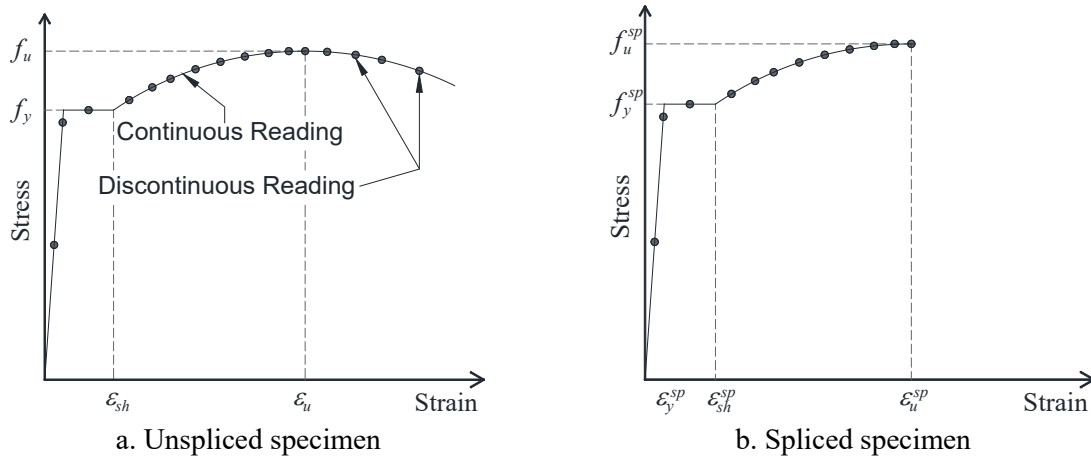 f_u
f_y
Continuous Reading
Discontinuous Reading
Stress
ε_sh
ε_u
Strain
a. Unspliced specimen
f_u^sp
f_y^sp
Stress
ε_y^sp
ε_sh^sp
ε_u^sp
Strain
b. Spliced specimen